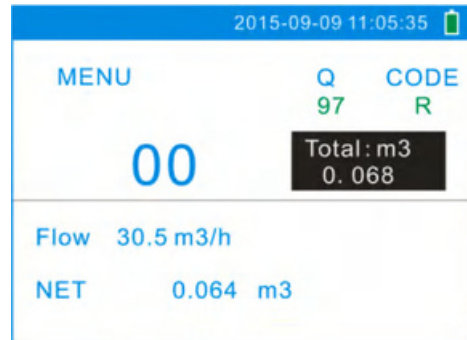 2015-09-09 11:05:35
MENU Q CODE
97 R
00
Total: m3
0.068
Flow 30.5 m3/h
NET 0.064 m3